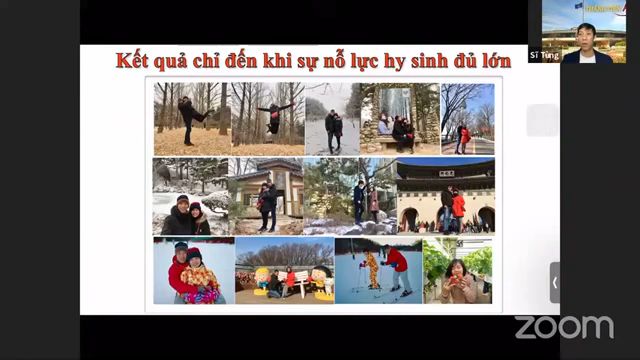 Kết quả chỉ đến khi sự nỗ lực hy sinh đủ lớn
Sĩ Tùng
zoom